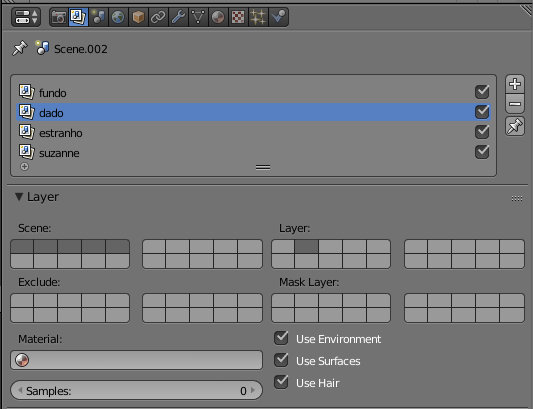 Scene.002
fundo
dado
estranho
suzanne
Layer
Scene: Layer:
Exclude: Mask Layer:
Material: Use Environment
Use Surfaces
Samples: 0 Use Hair